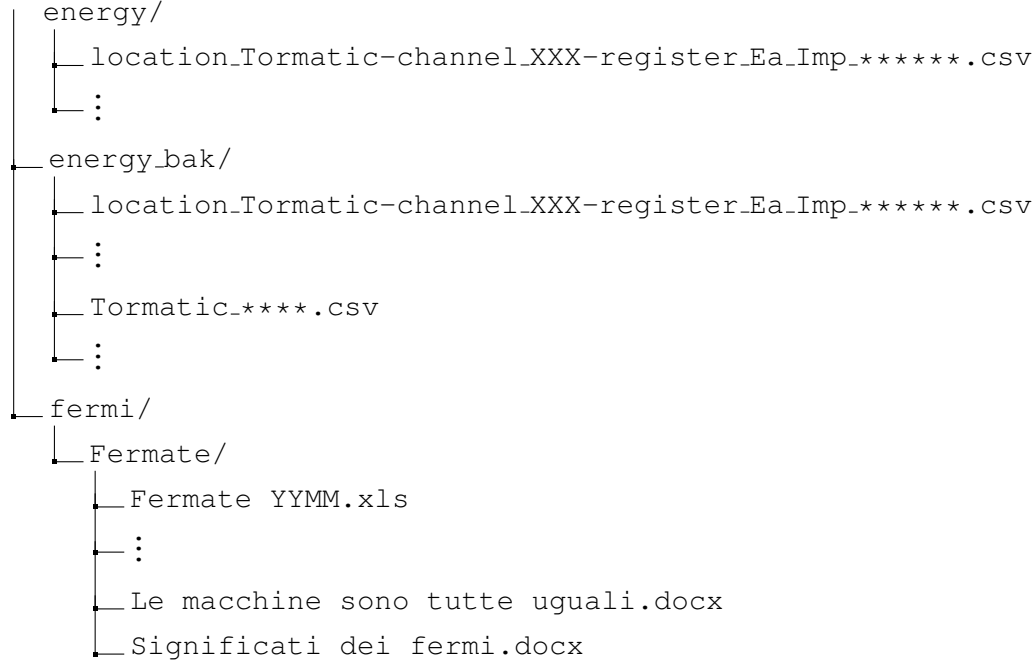 energy/
location_Tormatic-channel_XXX-register_Ea_Imp_******.csv
⋮
energy_bak/
location_Tormatic-channel_XXX-register_Ea_Imp_******.csv
⋮
Tormatic_****.csv
⋮
fermi/
Fermate/
Fermate YYMM.xls
⋮
Le macchine sono tutte uguali.docx
Significati dei fermi.docx